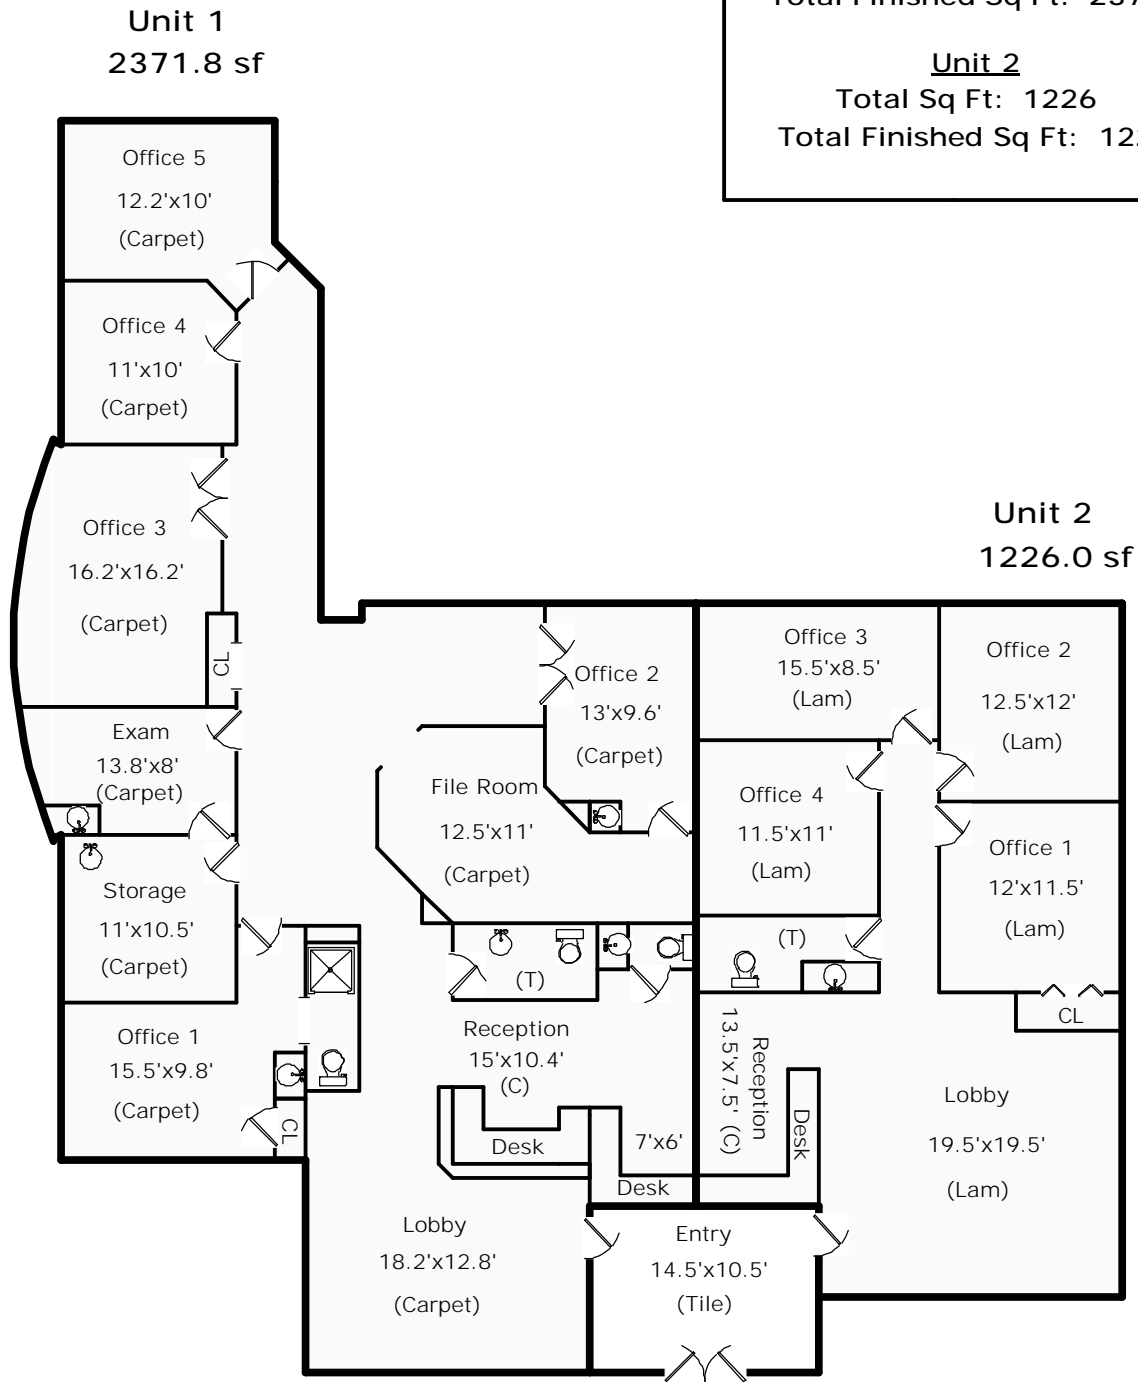 Unit 1
2371.8 sf
Unit 2
Total Sq Ft: 1226
Total Finished Sq Ft:
Office 5
12.2'x10'
(Carpet)
Office 4
11'x10'
(Carpet)
Office 3
16.2'x16.2'
(Carpet)
CL
Exam
13.8'x8'
(Carpet)
Storage
11'x10.5'
(Carpet)
Office 1
15.5'x9.8'
(Carpet)
CL
Office 2
13'x9.6'
(Carpet)
File Room
12.5'x11'
(Carpet)
(T)
Reception
15'x10.4'
(C)
Desk
7'x6'
Desk
Lobby
18.2'x12.8'
(Carpet)
Entry
14.5'x10.5'
(Tile)
Unit 2
1226.0 sf
Office 3
15.5'x8.5'
(Lam)
Office 2
12.5'x12'
(Lam)
Office 4
11.5'x11'
(Lam)
Office 1
12'x11.5'
(Lam)
(T)
CL
Reception
13.5'x7.5' (C)
Desk
Lobby
19.5'x19.5'
(Lam)